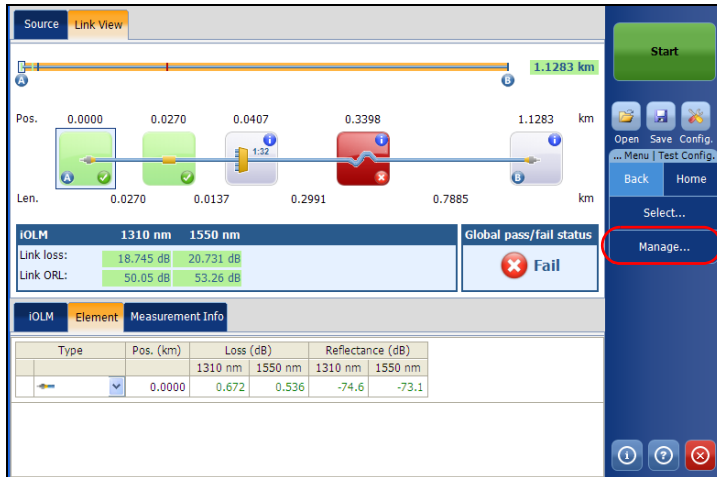 Source Link View
1.1283 km
A B
Pos. 0.0000 0.0270 0.0407 0.3398 1.1283 km
1:32
A B
Len. 0.0270 0.0137 0.2991 0.7885 km
iOLM 1310 nm 1550 nm
Link loss: 18.745 dB 20.731 dB
Link ORL: 50.05 dB 53.26 dB
Global pass/fail status
Fail
iOLM Element Measurement Info
Type Pos. (km) Loss (dB) Reflectance (dB)
1310 nm 1550 nm 1310 nm 1550 nm
0.0000 0.672 0.536 -74.6 -73.1
Start
Open Save Config.
... Menu | Test Config.
Back Home
Select...
Manage...